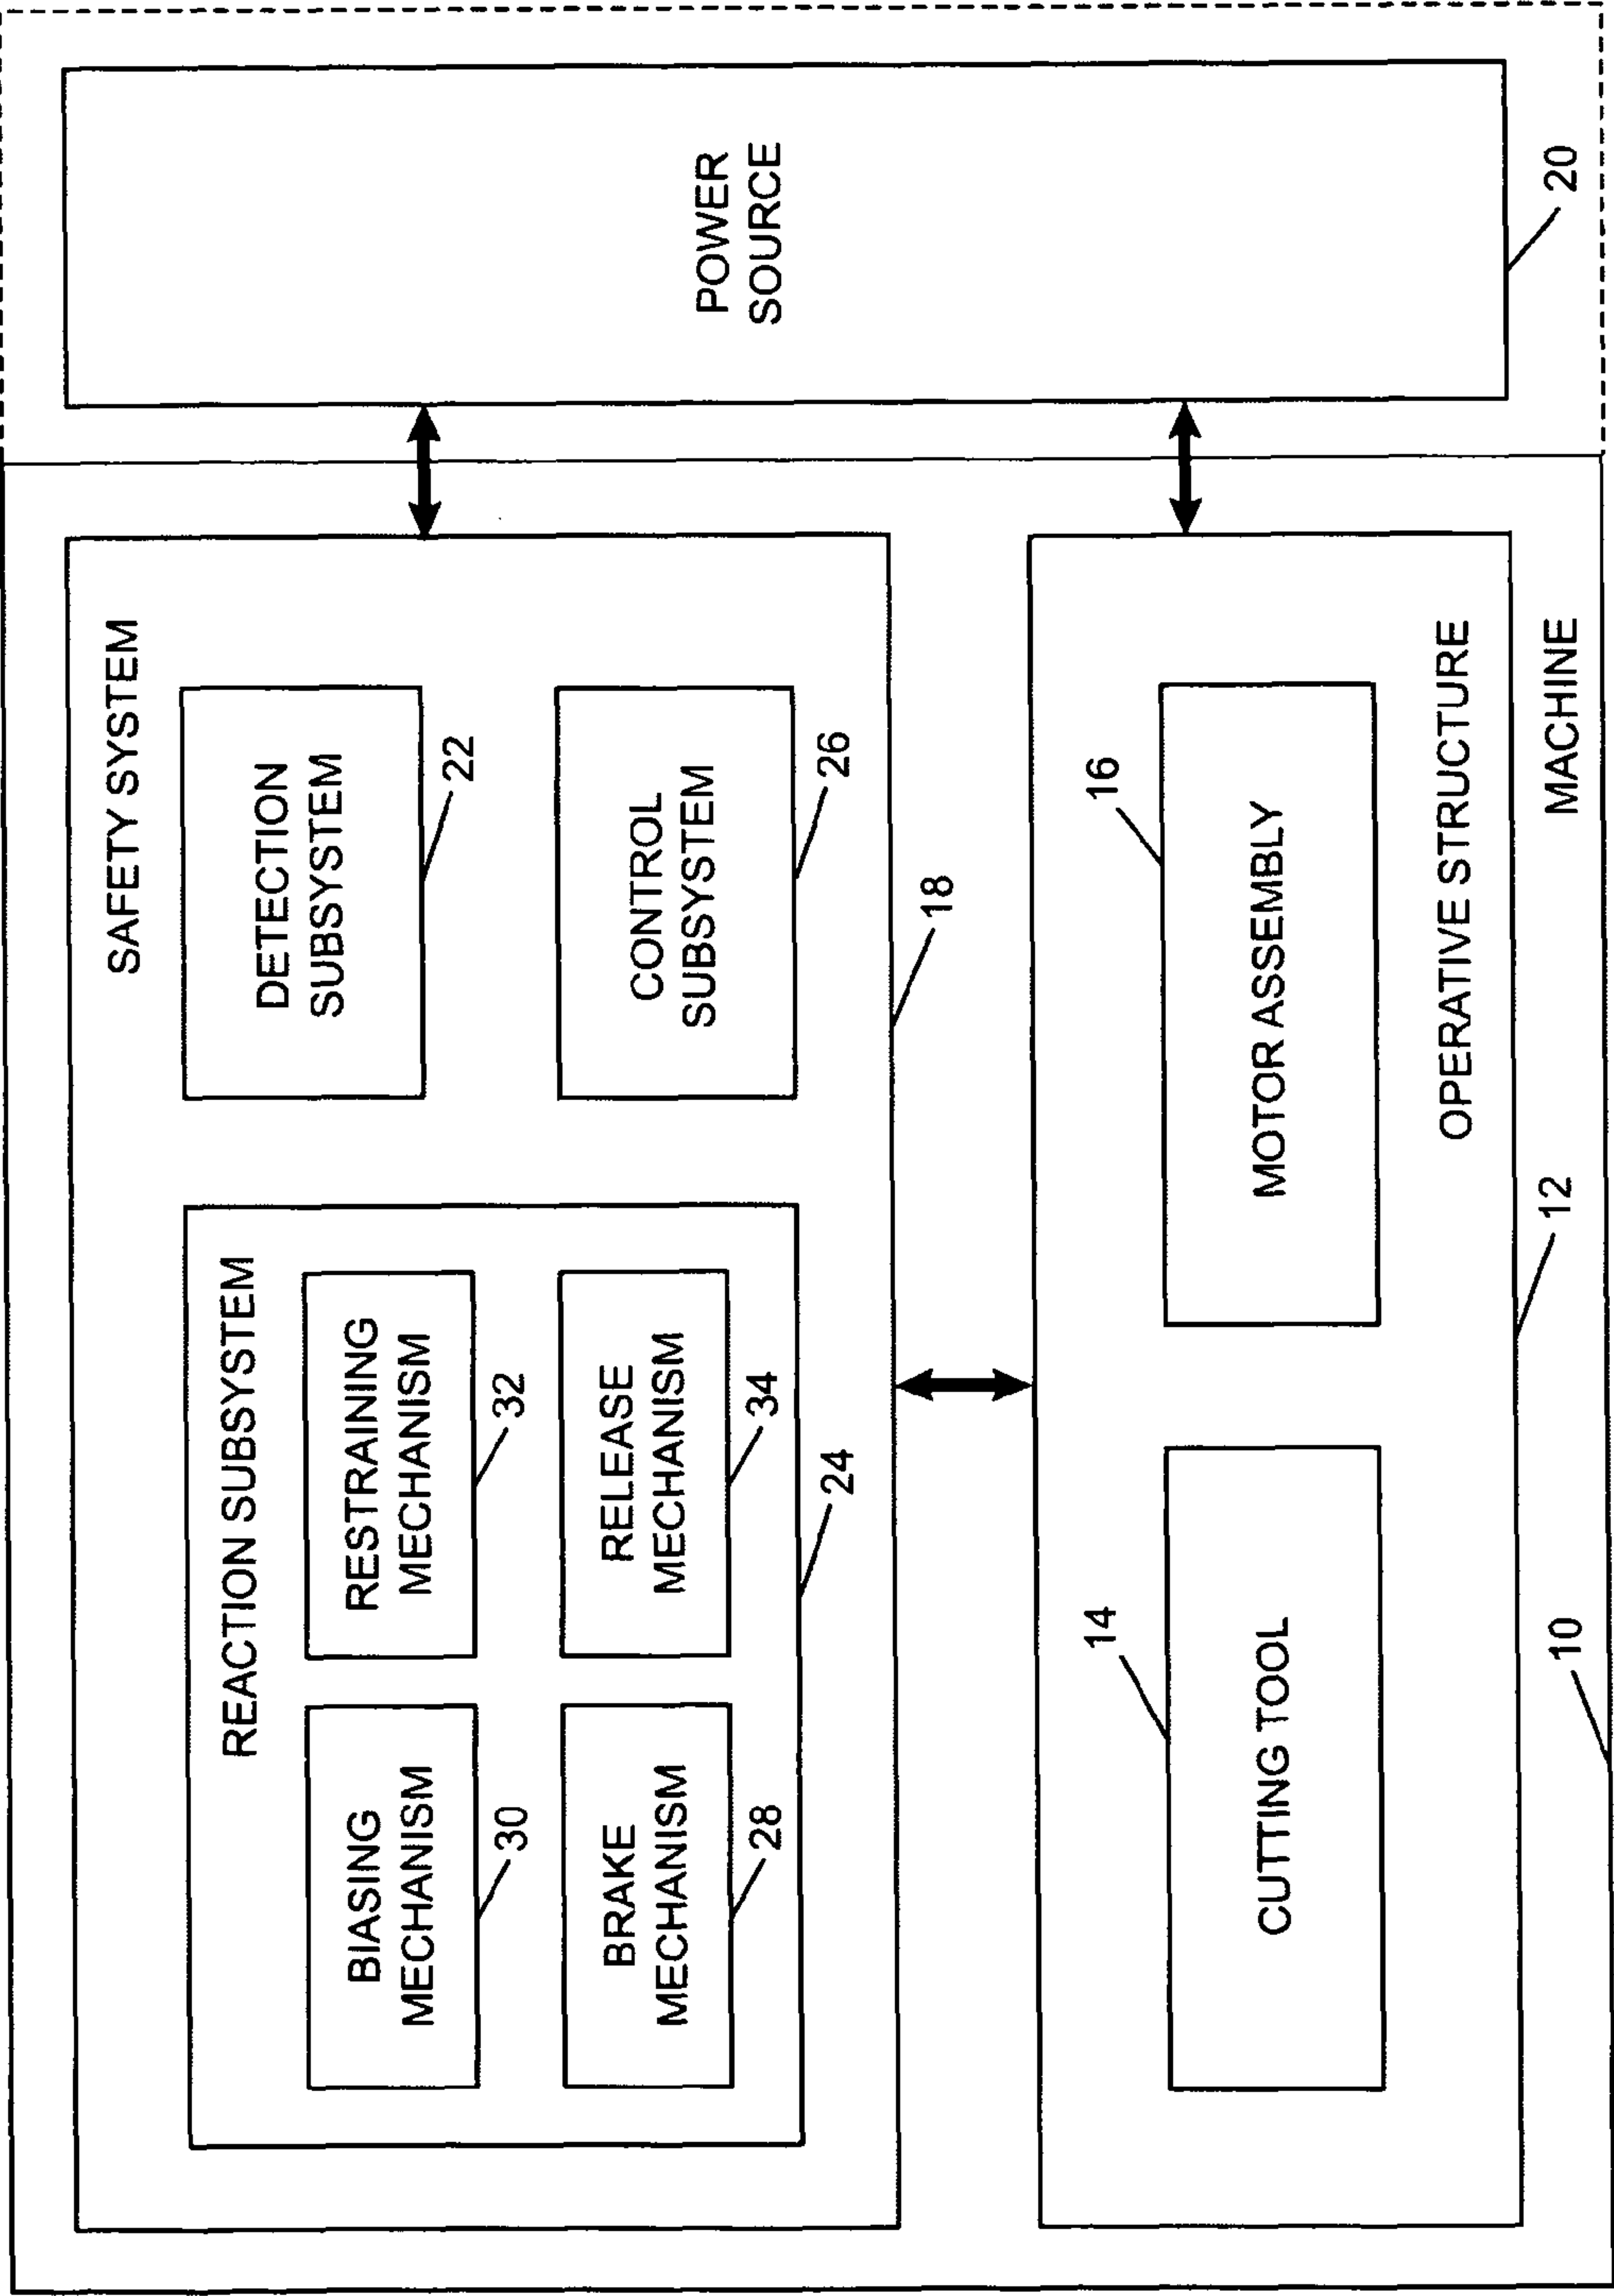 SAFETY SYSTEM
REACTION SUBSYSTEM
BIASING
MECHANISM
30
RESTRAINING
MECHANISM
32
BRAKE
MECHANISM
28
RELEASE
MECHANISM
34
24
DETECTION
SUBSYSTEM
22
CONTROL
SUBSYSTEM
26
18
POWER
SOURCE
20
14
CUTTING TOOL
16
MOTOR ASSEMBLY
OPERATIVE STRUCTURE
12
MACHINE
10